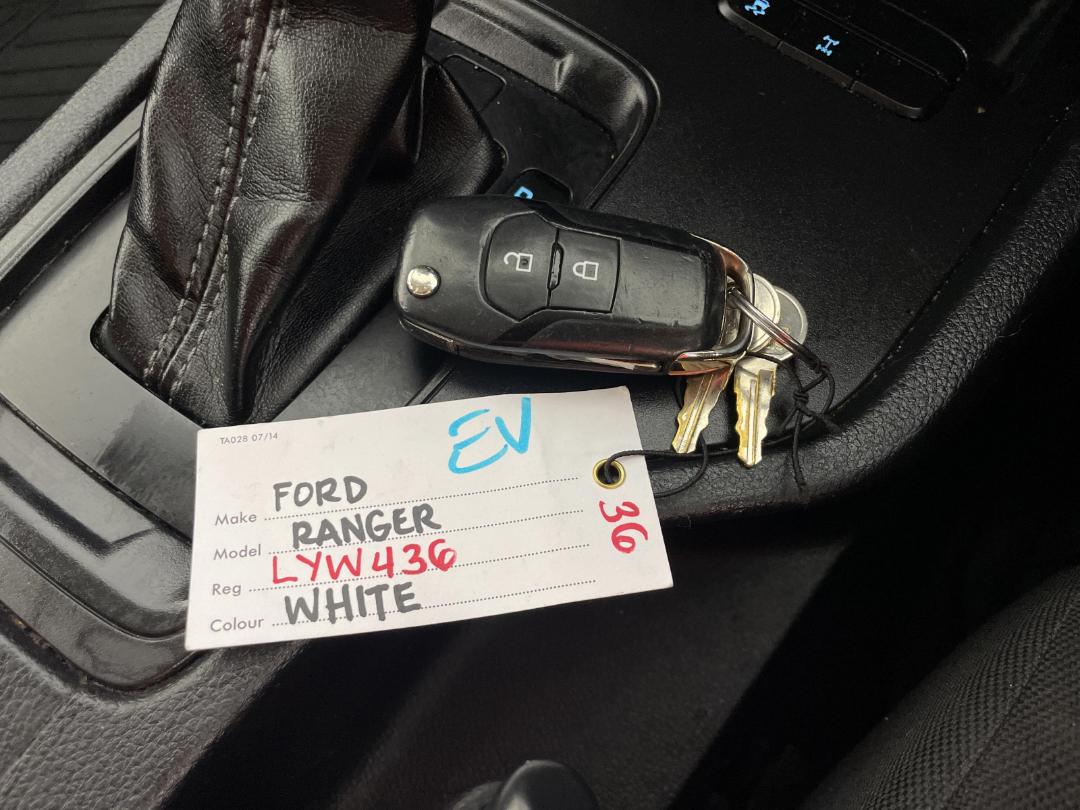 TA028 07/14
EV
Make FORD
Model RANGER
Reg LYW436
Colour WHITE
36